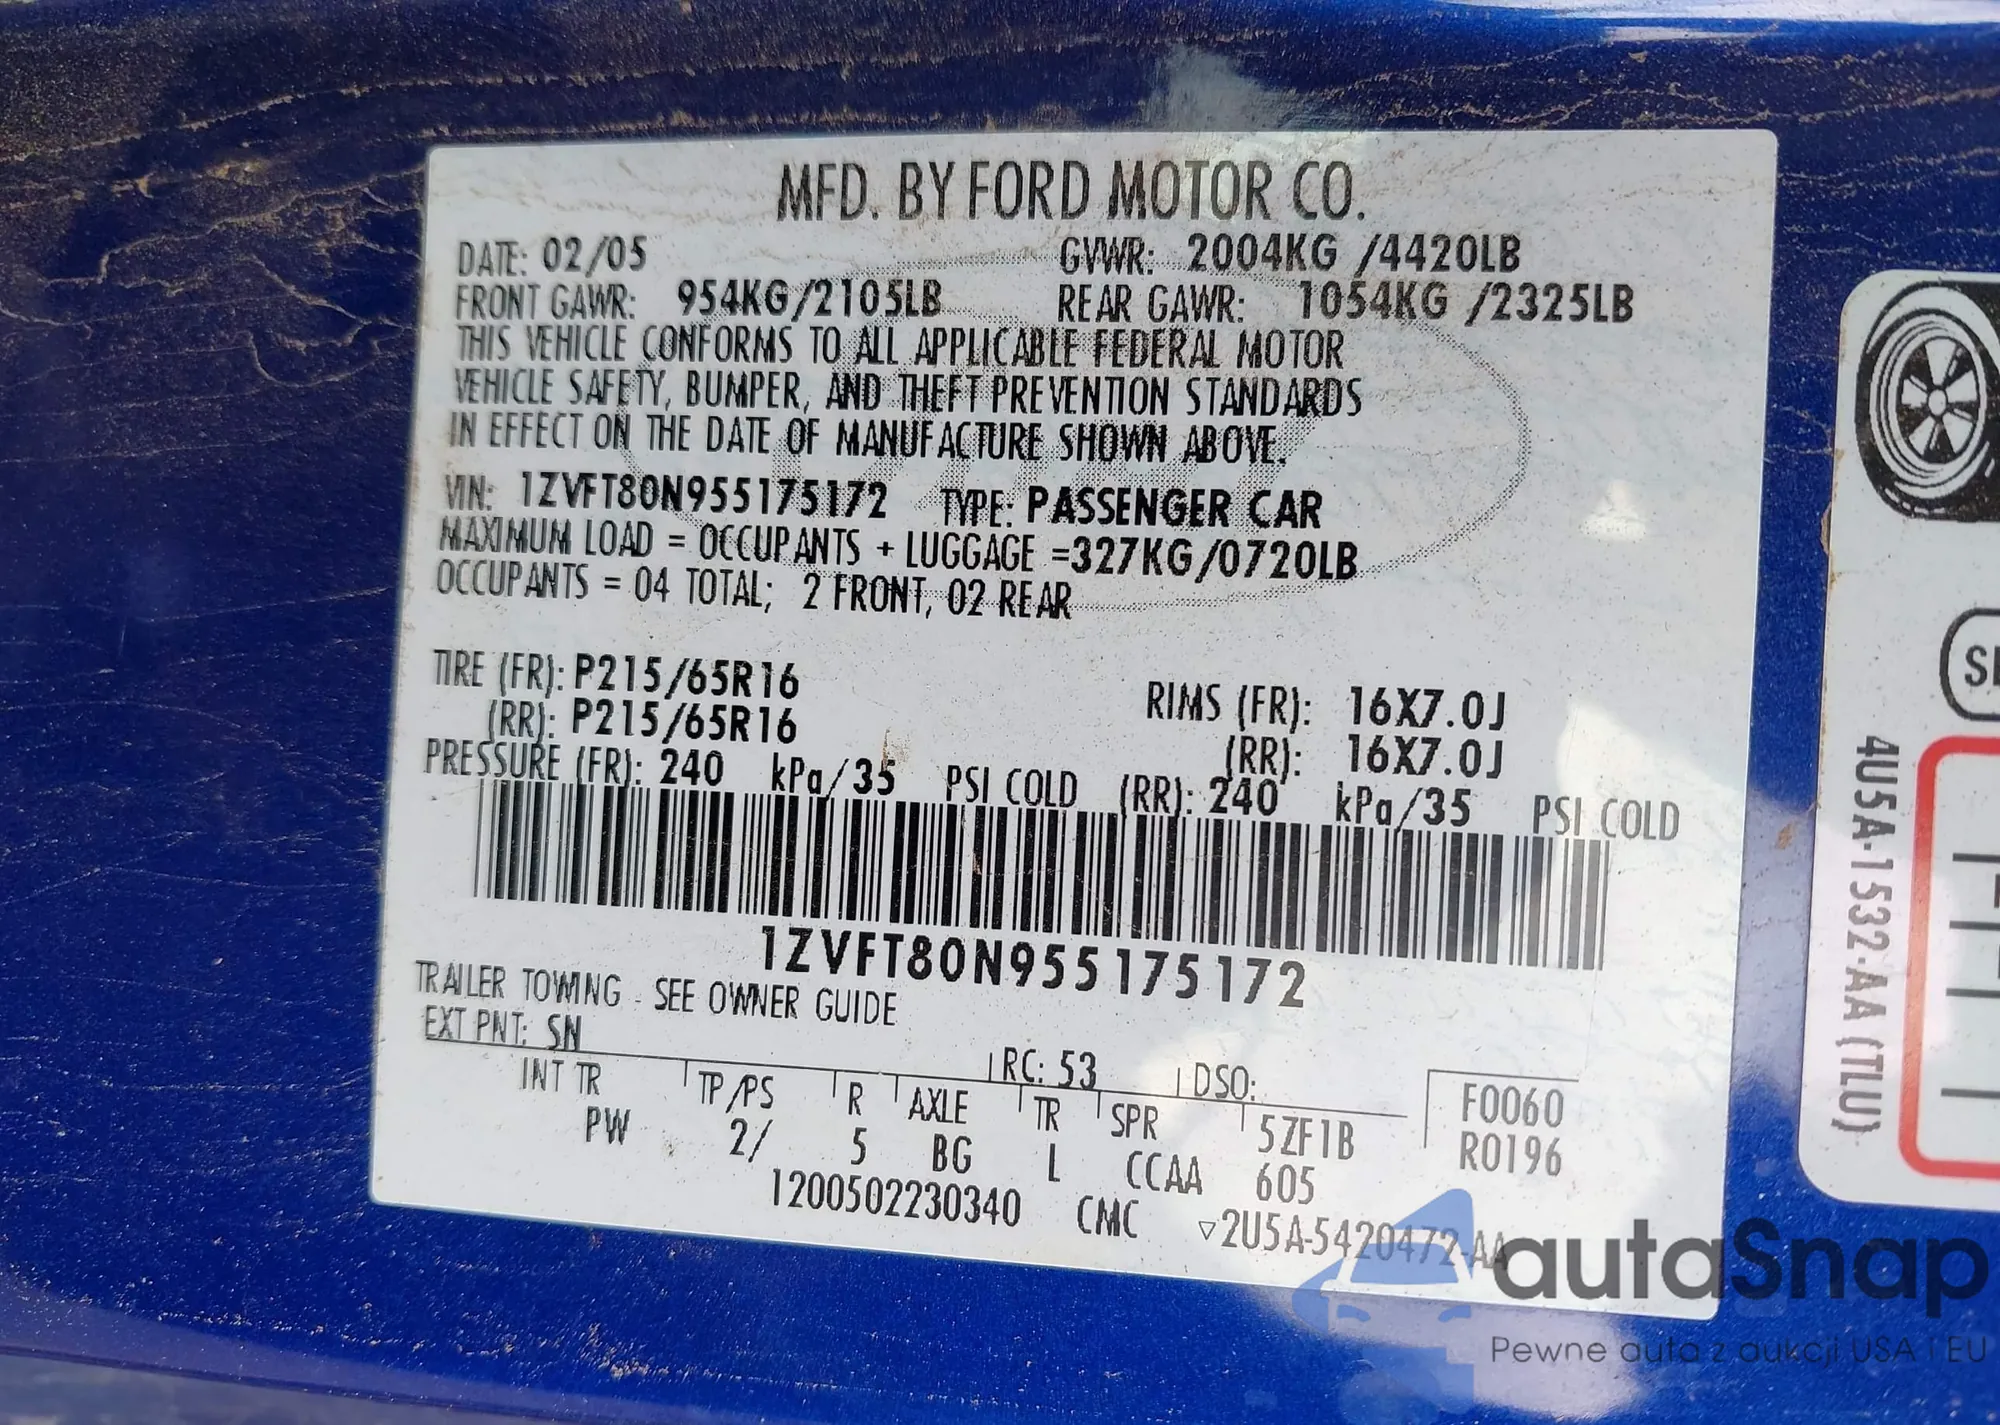 MFD. BY FORD MOTOR CO.
DATE: 02/05 GVWR: 2004KG /4420LB
FRONT GAWR: 954KG/2105LB REAR GAWR: 1054KG /2325LB
THIS VEHICLE CONFORMS TO ALL APPLICABLE FEDERAL MOTOR
VEHICLE SAFETY, BUMPER, AND THEFT PREVENTION STANDARDS
IN EFFECT ON THE DATE OF MANUFACTURE SHOWN ABOVE.
VIN: 1ZVFT80N955175172 TYPE: PASSENGER CAR
MAXIMUM LOAD = OCCUPANTS + LUGGAGE =327KG/0720LB
OCCUPANTS = 04 TOTAL; 2 FRONT, 02 REAR
TIRE (FR): P215/65R16 RIMS (FR): 16X7.0J
(RR): P215/65R16 (RR): 16X7.0J
PRESSURE (FR): 240 kPa/35 PSI COLD (RR): 240 kPa/35 PSI COLD
1ZVFT80N955175172
TRAILER TOWING - SEE OWNER GUIDE
EXT PNT: SN RC: 53 DSO:
INT TR TP/PS R AXLE TR SPR 5ZF1B F0060
PW 2/ 5 BG L CCAA 605 R0196
1200502230340 CMC ▿2U5A-5420472-AA
4U5A-1532-AA (TLU)
autaSnap
Pewne auta z aukcji USA i EU